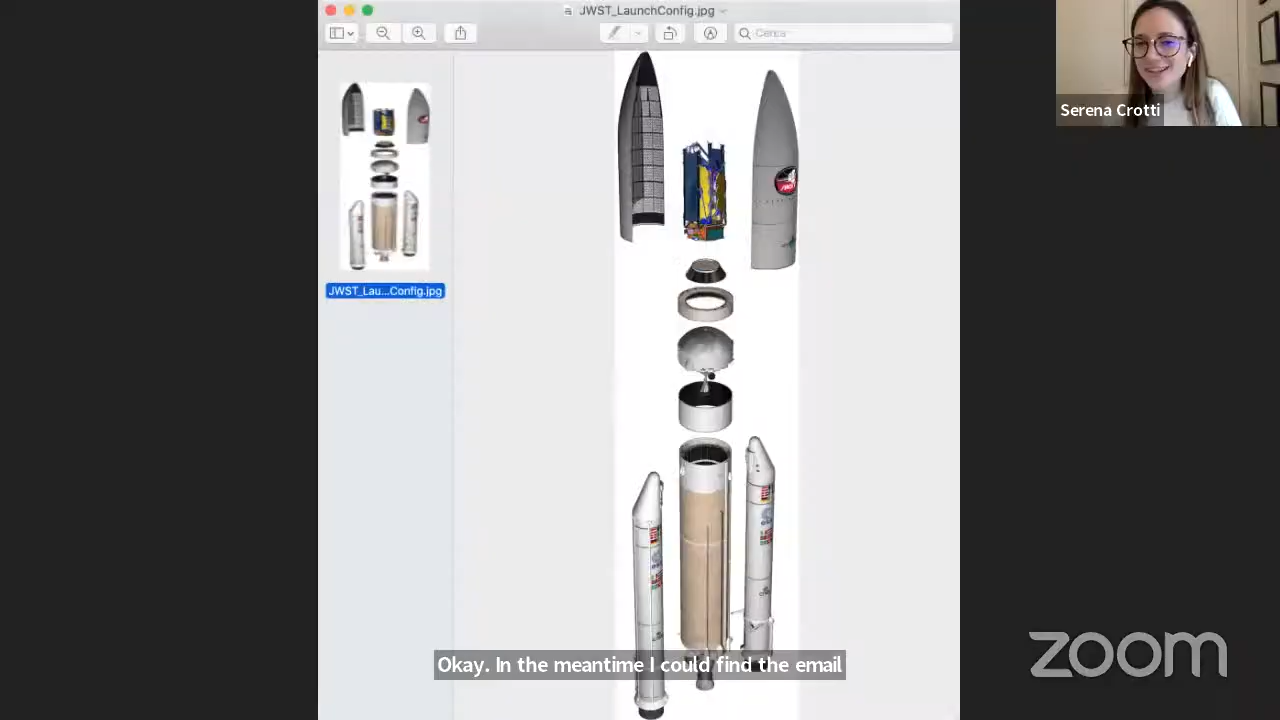 JWST_LaunchConfig.jpg
Cerca
Serena Crotti
JWST_Lau...Config.jpg
Okay. In the meantime I could find the email
zoom